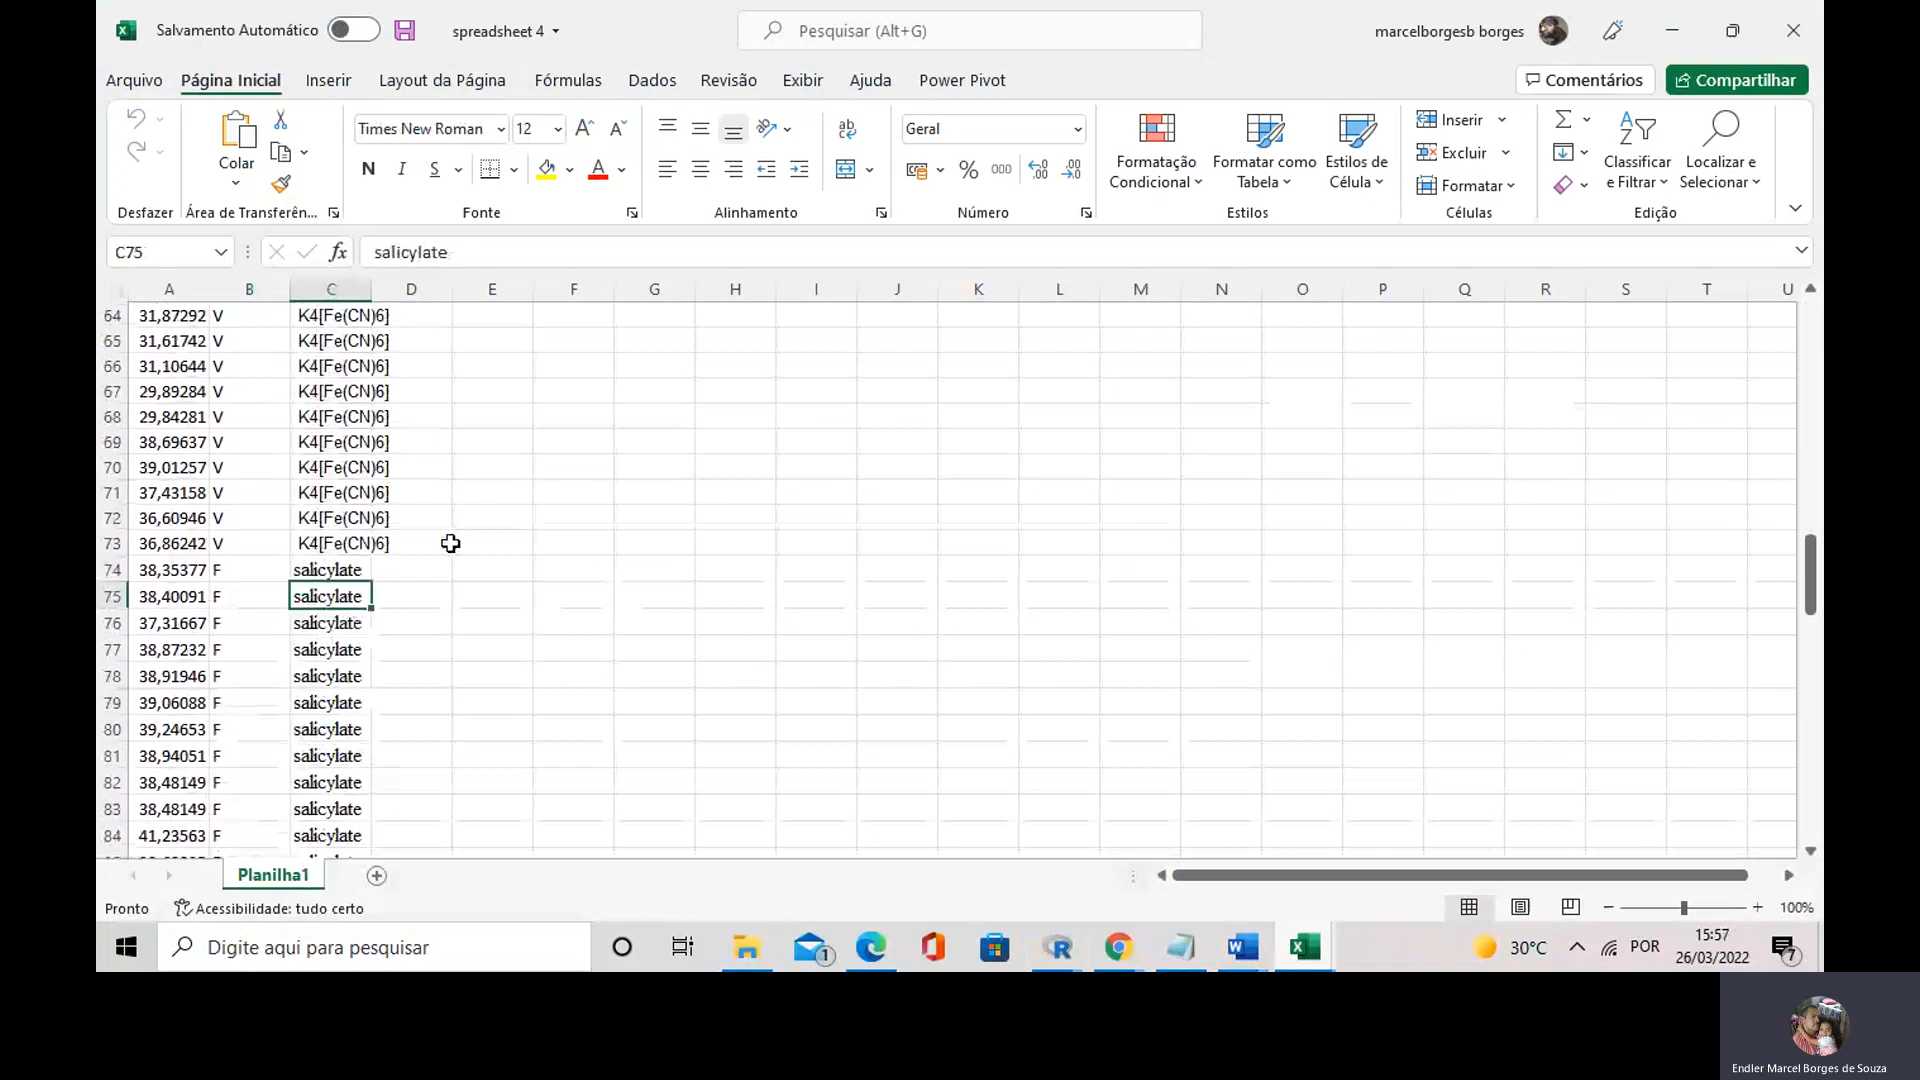 Salvamento Automático
spreadsheet 4
Pesquisar (Alt+G)
marcelborgesb borges
Arquivo Página Inicial Inserir Layout da Página Fórmulas Dados Revisão Exibir Ajuda Power Pivot
Comentários Compartilhar
Colar
Times New Roman 12
N I S
ab
Geral
% 000
Formatação Condicional
Formatar como Tabela
Estilos de Célula
Inserir
Excluir
Formatar
Classificar e Filtrar
Localizar e Selecionar
Desfazer Área de Transferên... Fonte Alinhamento Número Estilos Células Edição
C75 fx salicylate
A B C D E F G H I J K L M N O P Q R S T U
64 31,87292 V K4[Fe(CN)6]
65 31,61742 V K4[Fe(CN)6]
66 31,10644 V K4[Fe(CN)6]
67 29,89284 V K4[Fe(CN)6]
68 29,84281 V K4[Fe(CN)6]
69 38,69637 V K4[Fe(CN)6]
70 39,01257 V K4[Fe(CN)6]
71 37,43158 V K4[Fe(CN)6]
72 36,60946 V K4[Fe(CN)6]
73 36,86242 V K4[Fe(CN)6]
74 38,35377 F salicylate
75 38,40091 F salicylate
76 37,31667 F salicylate
77 38,87232 F salicylate
78 38,91946 F salicylate
79 39,06088 F salicylate
80 39,24653 F salicylate
81 38,94051 F salicylate
82 38,48149 F salicylate
83 38,48149 F salicylate
84 41,23563 F salicylate
Planilha1
Pronto Acessibilidade: tudo certo 100%
Digite aqui para pesquisar
1
30°C
POR
15:57
26/03/2022
7
Endler Marcel Borges de Souza